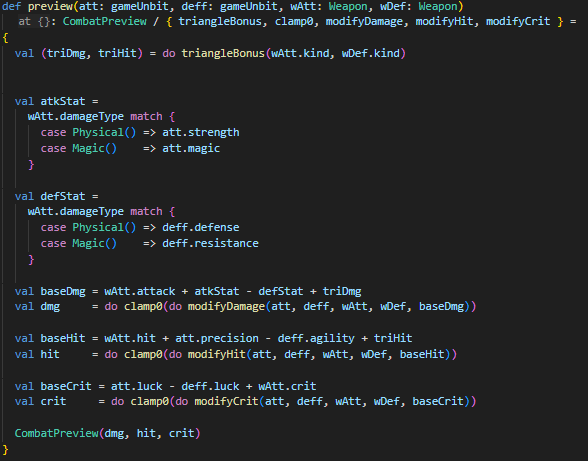 def preview(att: gameUnbit, deff: gameUnbit, wAtt: Weapon, wDef: Weapon)
  at {}: CombatPreview / { triangleBonus, clamp0, modifyDamage, modifyHit, modifyCrit } =
{
  val (triDmg, triHit) = do triangleBonus(wAtt.kind, wDef.kind)
  val atkStat =
    wAtt.damageType match {
      case Physical() => att.strength
      case Magic()    => att.magic
    }
  val defStat =
    wAtt.damageType match {
      case Physical() => deff.defense
      case Magic()    => deff.resistance
    }
  val baseDmg = wAtt.attack + atkStat - defStat + triDmg
  val dmg     = do clamp0(do modifyDamage(att, deff, wAtt, wDef, baseDmg))
  val baseHit = wAtt.hit + att.precision - deff.agility + triHit
  val hit     = do clamp0(do modifyHit(att, deff, wAtt, wDef, baseHit))
  val baseCrit = att.luck - deff.luck + wAtt.crit
  val crit     = do clamp0(do modifyCrit(att, deff, wAtt, wDef, baseCrit))
  CombatPreview(dmg, hit, crit)
}